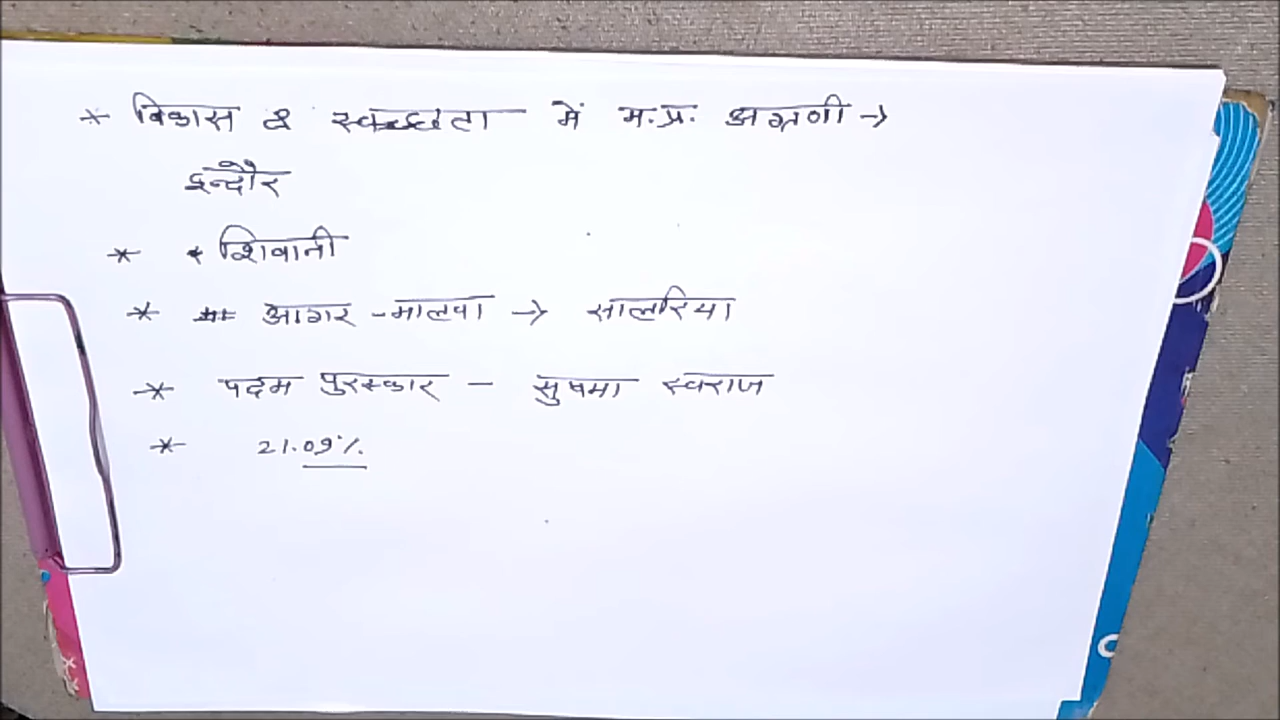 * विकास & स्वच्छता में म.प्र. अग्रणी →
इन्दौर
* शिवानी
* आगर - मालवा → सालरिया
* पदम पुरस्कार - सुषमा स्वराज
* 21.09%